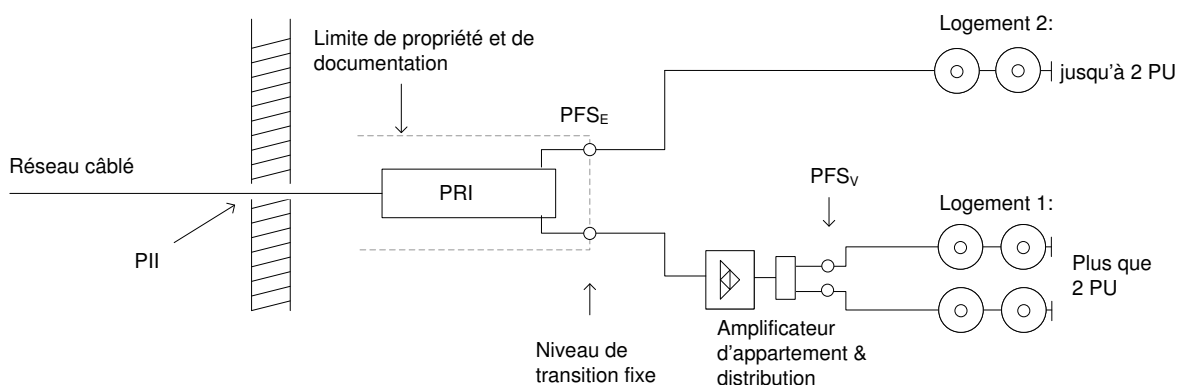 Limite de propriété et de
documentation
Logement 2:
jusqu'à 2 PU
PFSE
Réseau câblé
PRI
PFSV
Logement 1:
PII
Plus que
2 PU
Amplificateur
d'appartement &
distribution
Niveau de
transition fixe